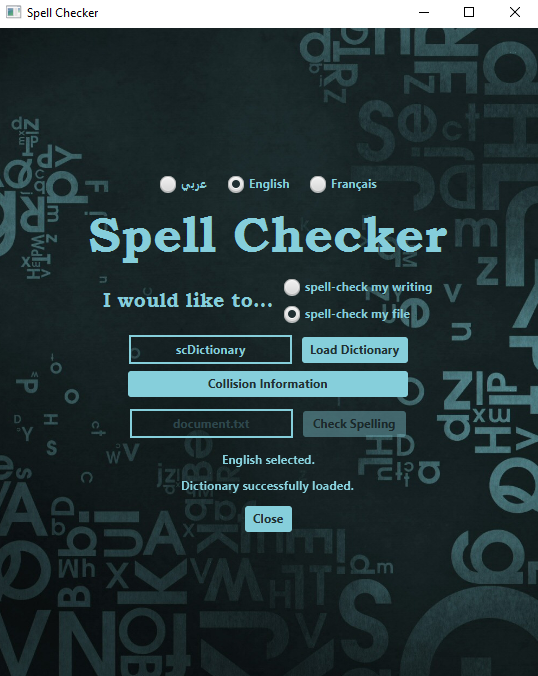 Spell Checker
عربي English Français
Spell Checker
I would like to...
spell-check my writing
spell-check my file
scDictionary Load Dictionary
Collision Information
document.txt Check Spelling
English selected.
Dictionary successfully loaded.
Close